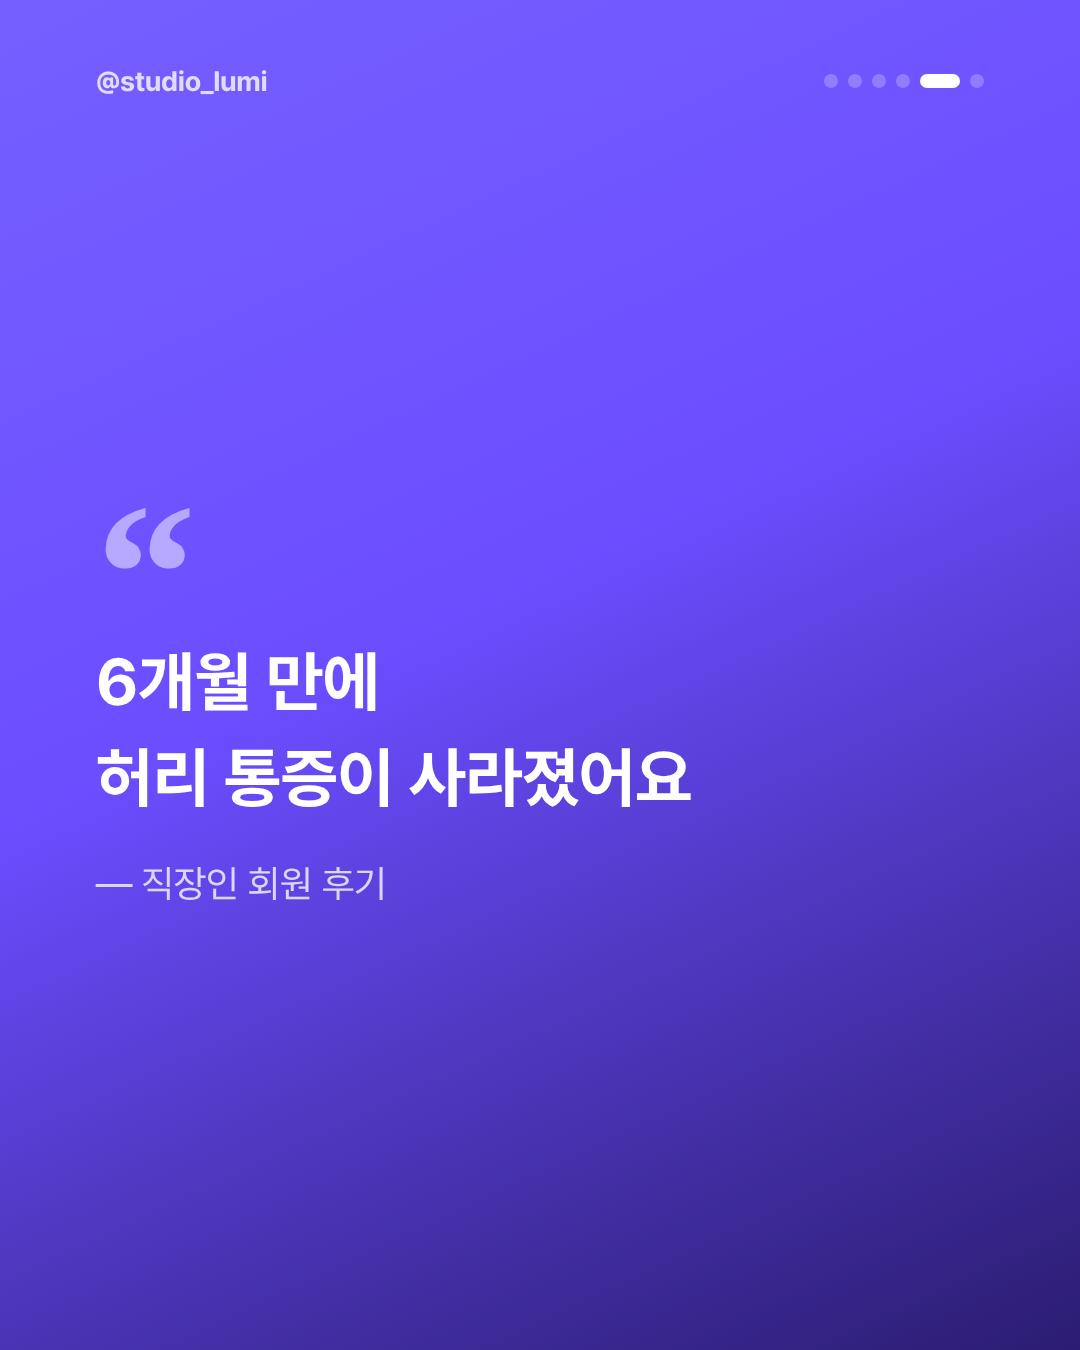 @studio_lumi
“
6개월 만에
허리 통증이 사라졌어요
— 직장인 회원 후기